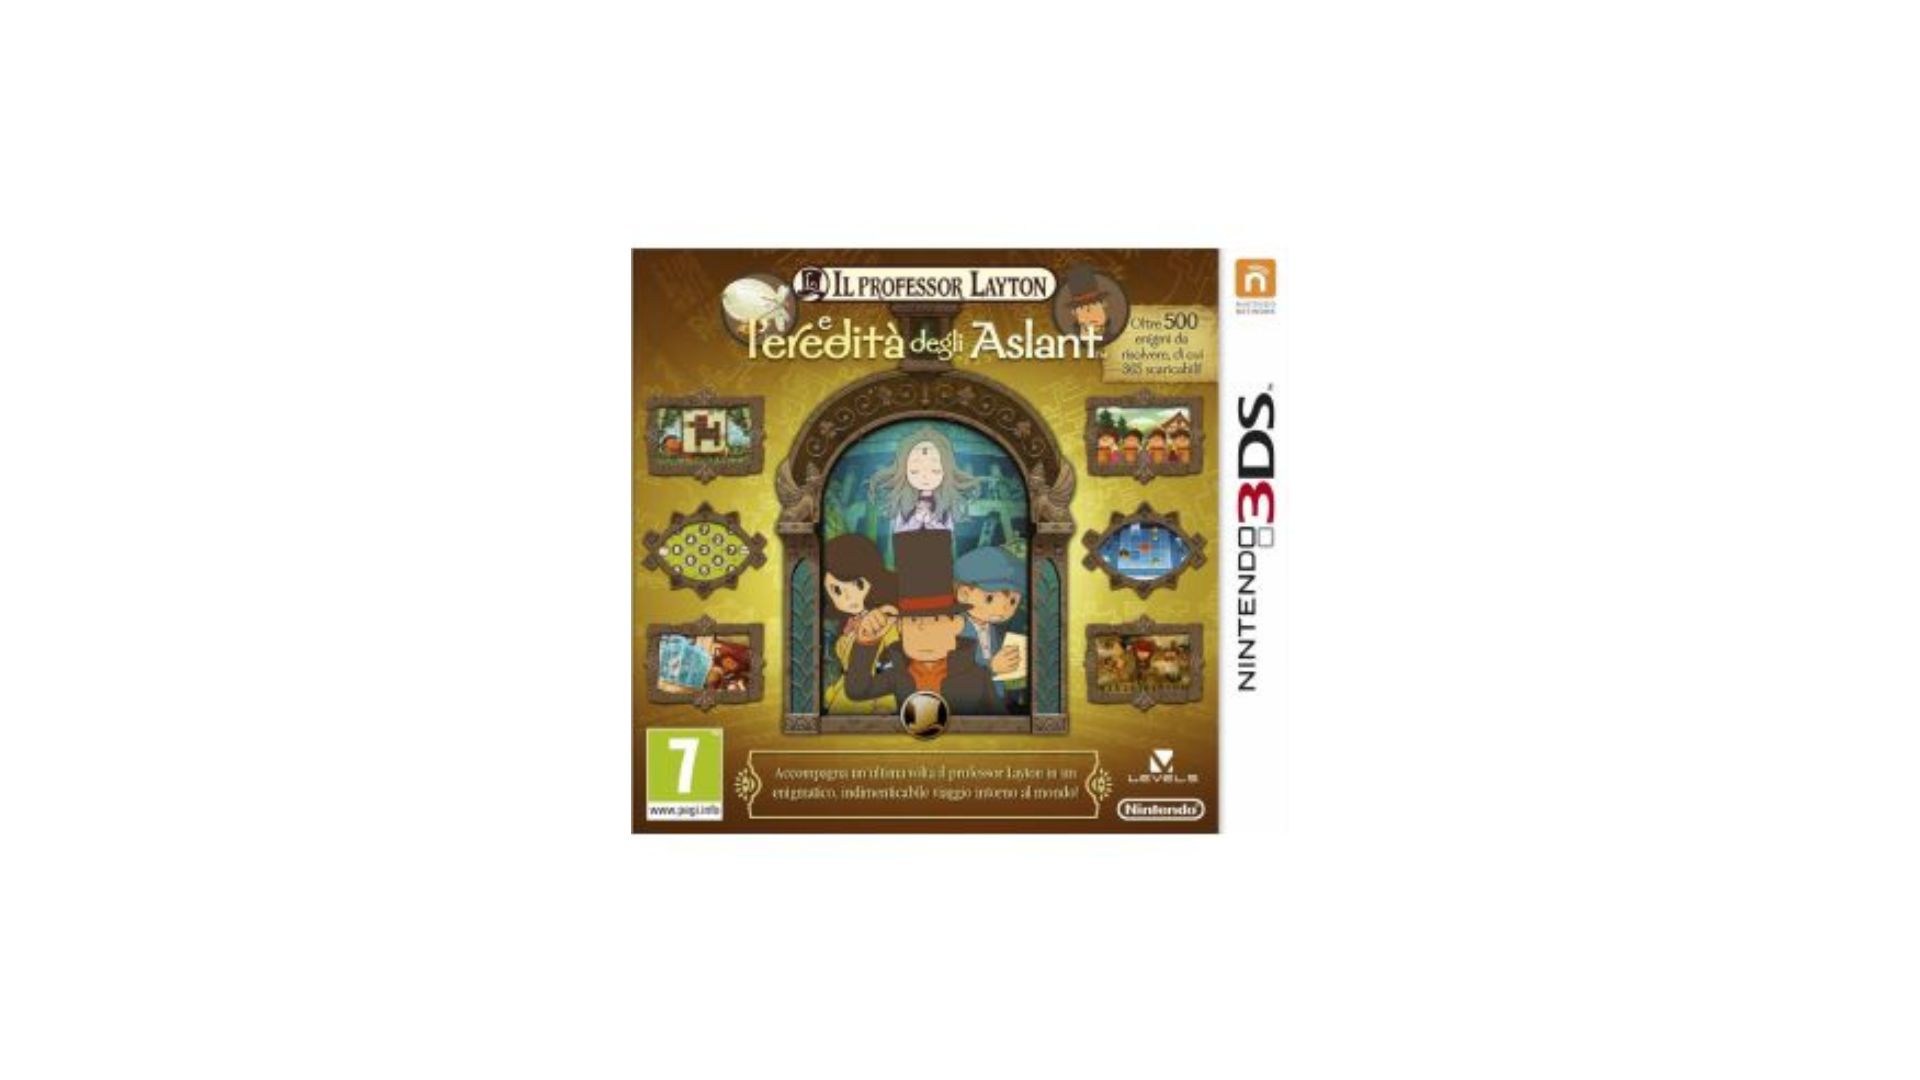 IL PROFESSOR LAYTON
e
l'eredità degli Aslant
Oltre 500
enigmi da
risolvere, di cui
365 scaricabili!
NINTENDO
NETWORK
NINTENDO 3DS
7
www.pegi.info
Accompagna un'ultima volta il professor Layton in un
enigmatico, indimenticabile viaggio intorno al mondo!
LEVEL5
Nintendo